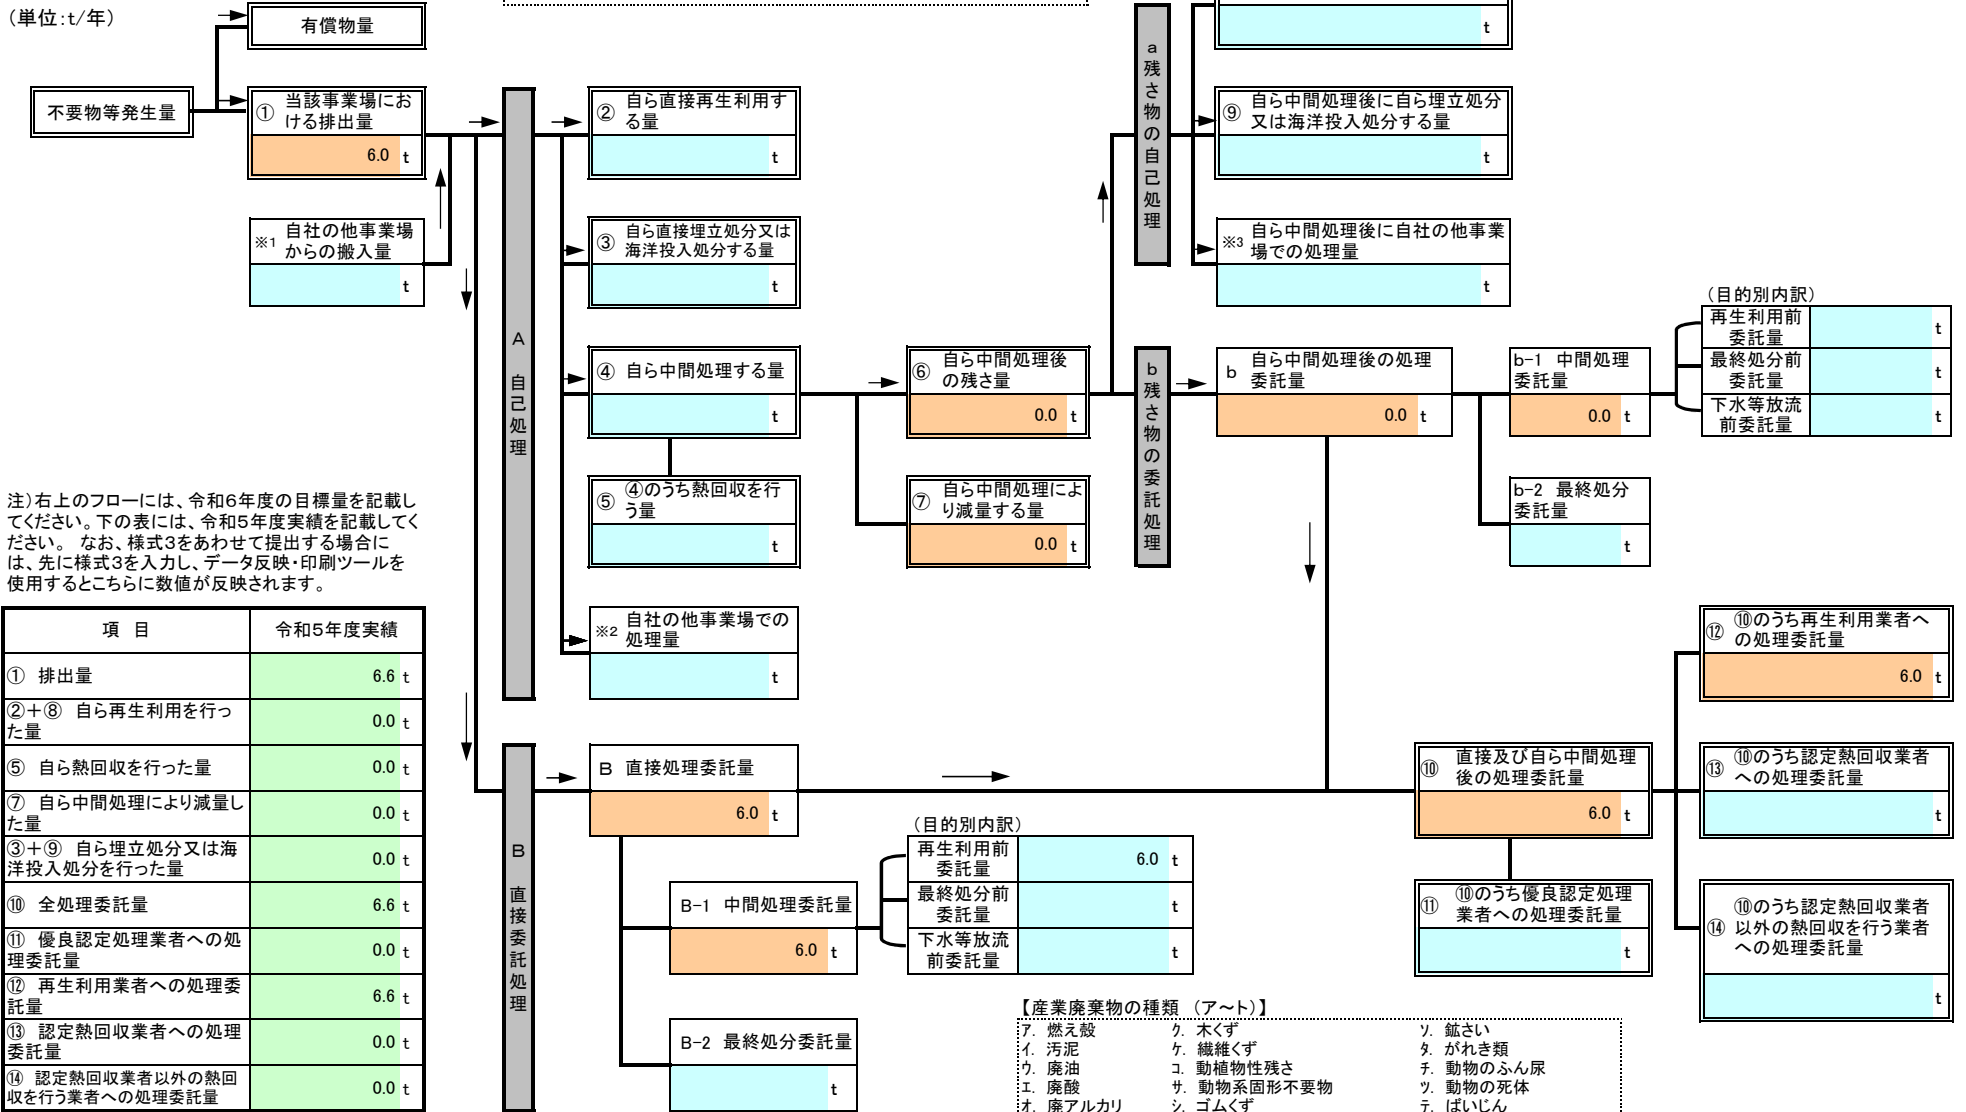 （単位:t/年）
有償物量
不要物等発生量
① 当該事業場にお
ける排出量
6.0 t
※1 自社の他事業場
からの搬入量
t
A 自己処理
② 自ら直接再生利用す
る量
t
③ 自ら直接埋立処分又は
海洋投入処分する量
t
④ 自ら中間処理する量
t
⑤ ④のうち熱回収を行
う量
t
※2 自社の他事業場での
処理量
t
⑥ 自ら中間処理後
の残さ量
0.0 t
⑦ 自ら中間処理によ
り減量する量
0.0 t
a 残さ物の自己処理
t
⑨ 自ら中間処理後に自ら埋立処分
又は海洋投入処分する量
t
※3 自ら中間処理後に自社の他事業
場での処理量
t
b 残さ物の委託処理
b 自ら中間処理後の処理
委託量
0.0 t
b-1 中間処理
委託量
0.0 t
（目的別内訳）
再生利用前
委託量
t
最終処分前
委託量
t
下水等放流
前委託量
t
b-2 最終処分
委託量
t
注）右上のフローには、令和6年度の目標量を記載し
てください。下の表には、令和5年度実績を記載してく
ださい。 なお、様式3をあわせて提出する場合に
は、先に様式3を入力し、データ反映・印刷ツールを
使用するとこちらに数値が反映されます。
項 目 令和5年度実績
① 排出量 6.6 t
②＋⑧ 自ら再生利用を行っ
た量 0.0 t
⑤ 自ら熱回収を行った量 0.0 t
⑦ 自ら中間処理により減量し
た量 0.0 t
③＋⑨ 自ら埋立処分又は海
洋投入処分を行った量 0.0 t
⑩ 全処理委託量 6.6 t
⑪ 優良認定処理業者への処
理委託量 0.0 t
⑫ 再生利用業者への処理委
託量 6.6 t
⑬ 認定熱回収業者への処理
委託量 0.0 t
⑭ 認定熱回収業者以外の熱回
収を行う業者への処理委託量 0.0 t
B 直接委託処理
B 直接処理委託量
6.0 t
B-1 中間処理委託量
6.0 t
（目的別内訳）
再生利用前
委託量
6.0 t
最終処分前
委託量
t
下水等放流
前委託量
t
B-2 最終処分委託量
t
⑩ 直接及び自ら中間処理
後の処理委託量
6.0 t
⑪ ⑩のうち優良認定処理
業者への処理委託量
t
⑫ ⑩のうち再生利用業者へ
の処理委託量
6.0 t
⑬ ⑩のうち認定熱回収業者
への処理委託量
t
⑭ ⑩のうち認定熱回収業者
以外の熱回収を行う業者
への処理委託量
t
【産業廃棄物の種類 （ア～ト）】
ア. 燃え殻 ク. 木くず ソ. 鉱さい
イ. 汚泥 ケ. 繊維くず タ. がれき類
ウ. 廃油 コ. 動植物性残さ チ. 動物のふん尿
エ. 廃酸 サ. 動物系固形不要物 ツ. 動物の死体
オ. 廃アルカリ シ. ゴムくず テ. ばいじん